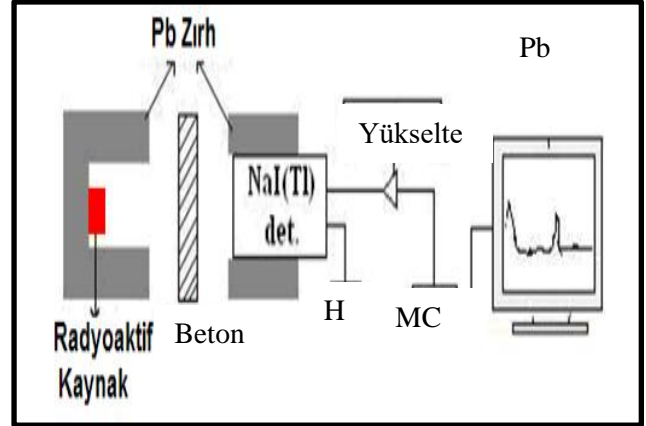 Pb Zırh
Pb
Yükselte
NaI(Tl)
det.
H
MC
Beton
Radyoaktif
Kaynak